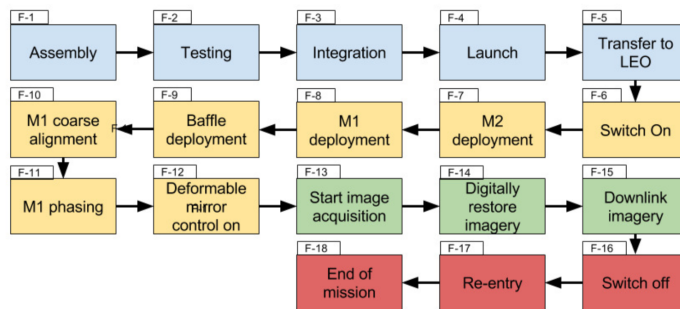 F-1
Assembly
F-2
Testing
F-3
Integration
F-4
Launch
F-5
Transfer to
LEO
F-6
Switch On
F-7
M2 deployment
F-8
M1
deployment
F-9
Baffle
deployment
F-10
M1 coarse
alignment
F
F-11
M1 phasing
F-12
Deformable
mirror
control on
F-13
Start image
acquisition
F-14
Digitally
restore
imagery
F-15
Downlink
imagery
F-16
Switch off
F-17
Re-entry
F-18
End of
mission